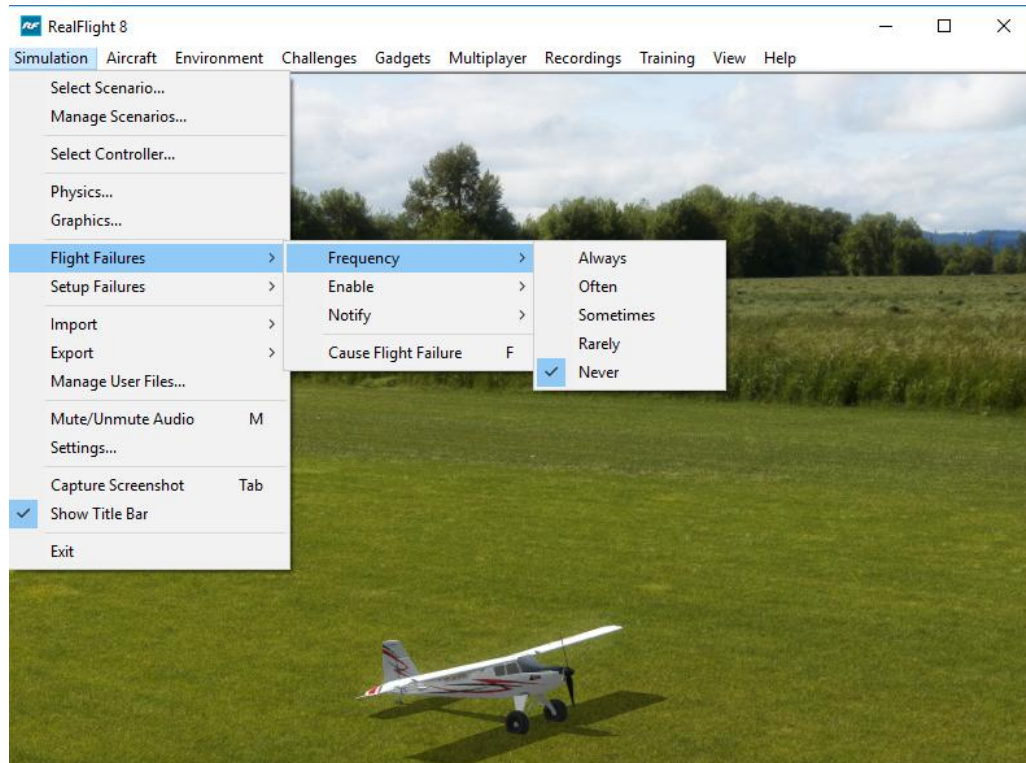 RealFlight 8
Simulation Aircraft Environment Challenges Gadgets Multiplayer Recordings Training View Help
Select Scenario...
Manage Scenarios...
Select Controller...
Physics...
Graphics...
Flight Failures
Setup Failures
Import
Export
Manage User Files...
Mute/Unmute Audio M
Settings...
Capture Screenshot Tab
Show Title Bar
Exit
Frequency
Enable
Notify
Cause Flight Failure F
Always
Often
Sometimes
Rarely
Never